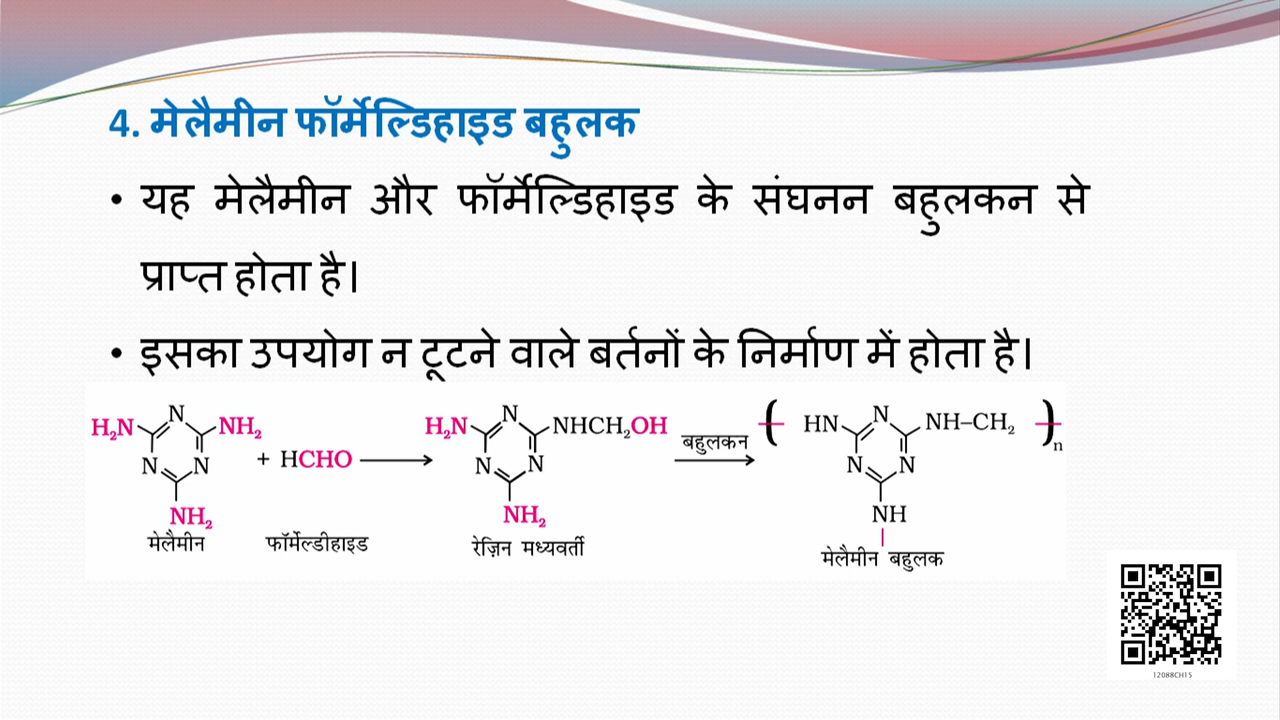 4. मेलैमीन फॉर्मेल्डिहाइड बहुलक
• यह मेलैमीन और फॉर्मेल्डिहाइड के संघनन बहुलकन से
प्राप्त होता है।
• इसका उपयोग न टूटने वाले बर्तनों के निर्माण में होता है।
H₂N N NH₂ N N NH₂ + HCHO
H₂N N NHCH₂OH N N NH₂
बहुलकन
( HN N NH–CH₂ N N NH )n
मेलैमीन फॉर्मेल्डीहाइड रेज़िन मध्यवर्ती मेलैमीन बहुलक
12088CH15